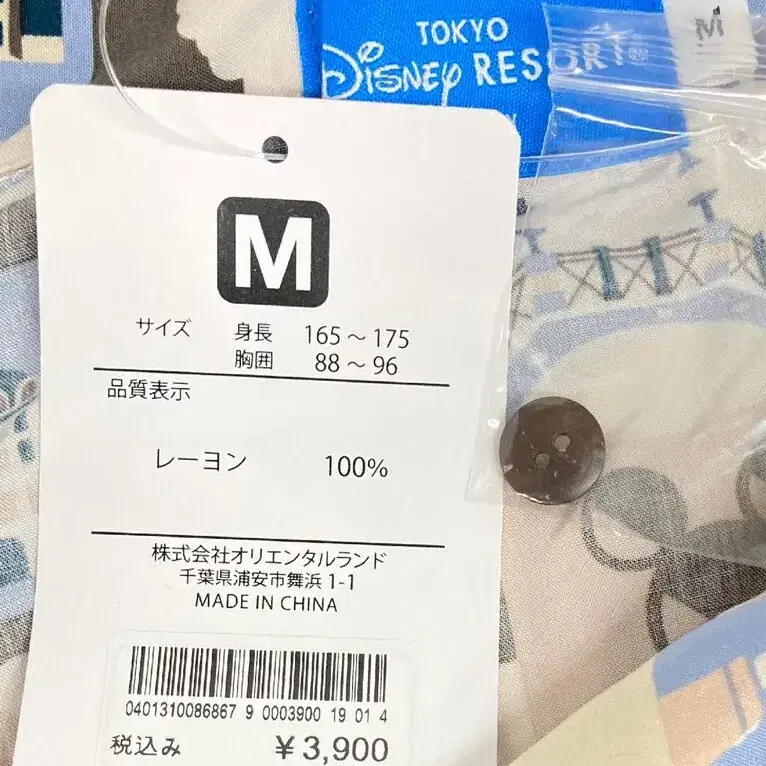 TOKYO
Disney RESORT®
M
M
サイズ 身長 165～175
胸囲 88～96
品質表示
レーヨン 100%
株式会社オリエンタルランド
千葉県浦安市舞浜1-1
MADE IN CHINA
0401310086867 9 0003900 19 01 4
税込み ￥3,900